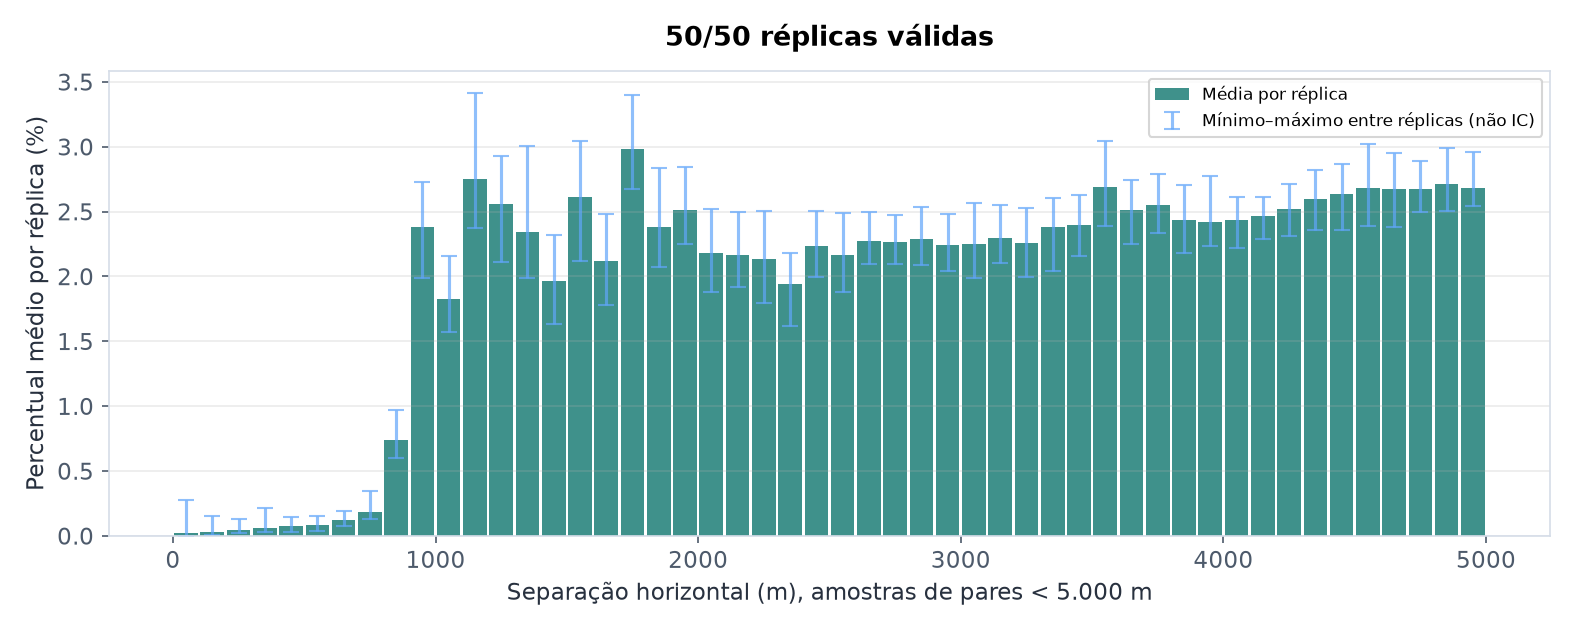 50/50 réplicas válidas
Percentual médio por réplica (%)
3.5
3.0
2.5
2.0
1.5
1.0
0.5
0.0
Média por réplica
Mínimo–máximo entre réplicas (não IC)
0
1000
2000
3000
4000
5000
Separação horizontal (m), amostras de pares < 5.000 m